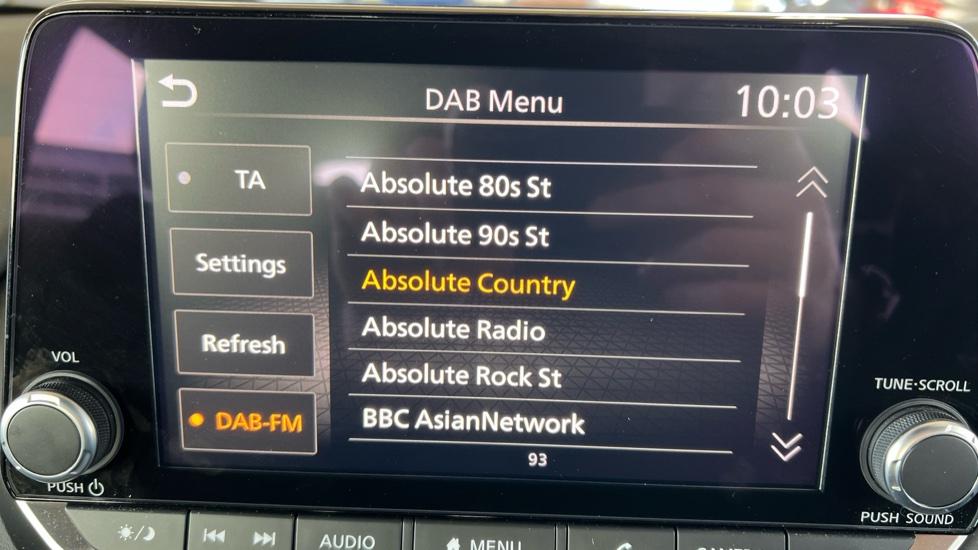 DAB Menu
10:03
TA
Settings
Refresh
DAB-FM
Absolute 80s St
Absolute 90s St
Absolute Country
Absolute Radio
Absolute Rock St
BBC AsianNetwork
93
VOL
PUSH
TUNE·SCROLL
PUSH SOUND
AUDIO
MENU